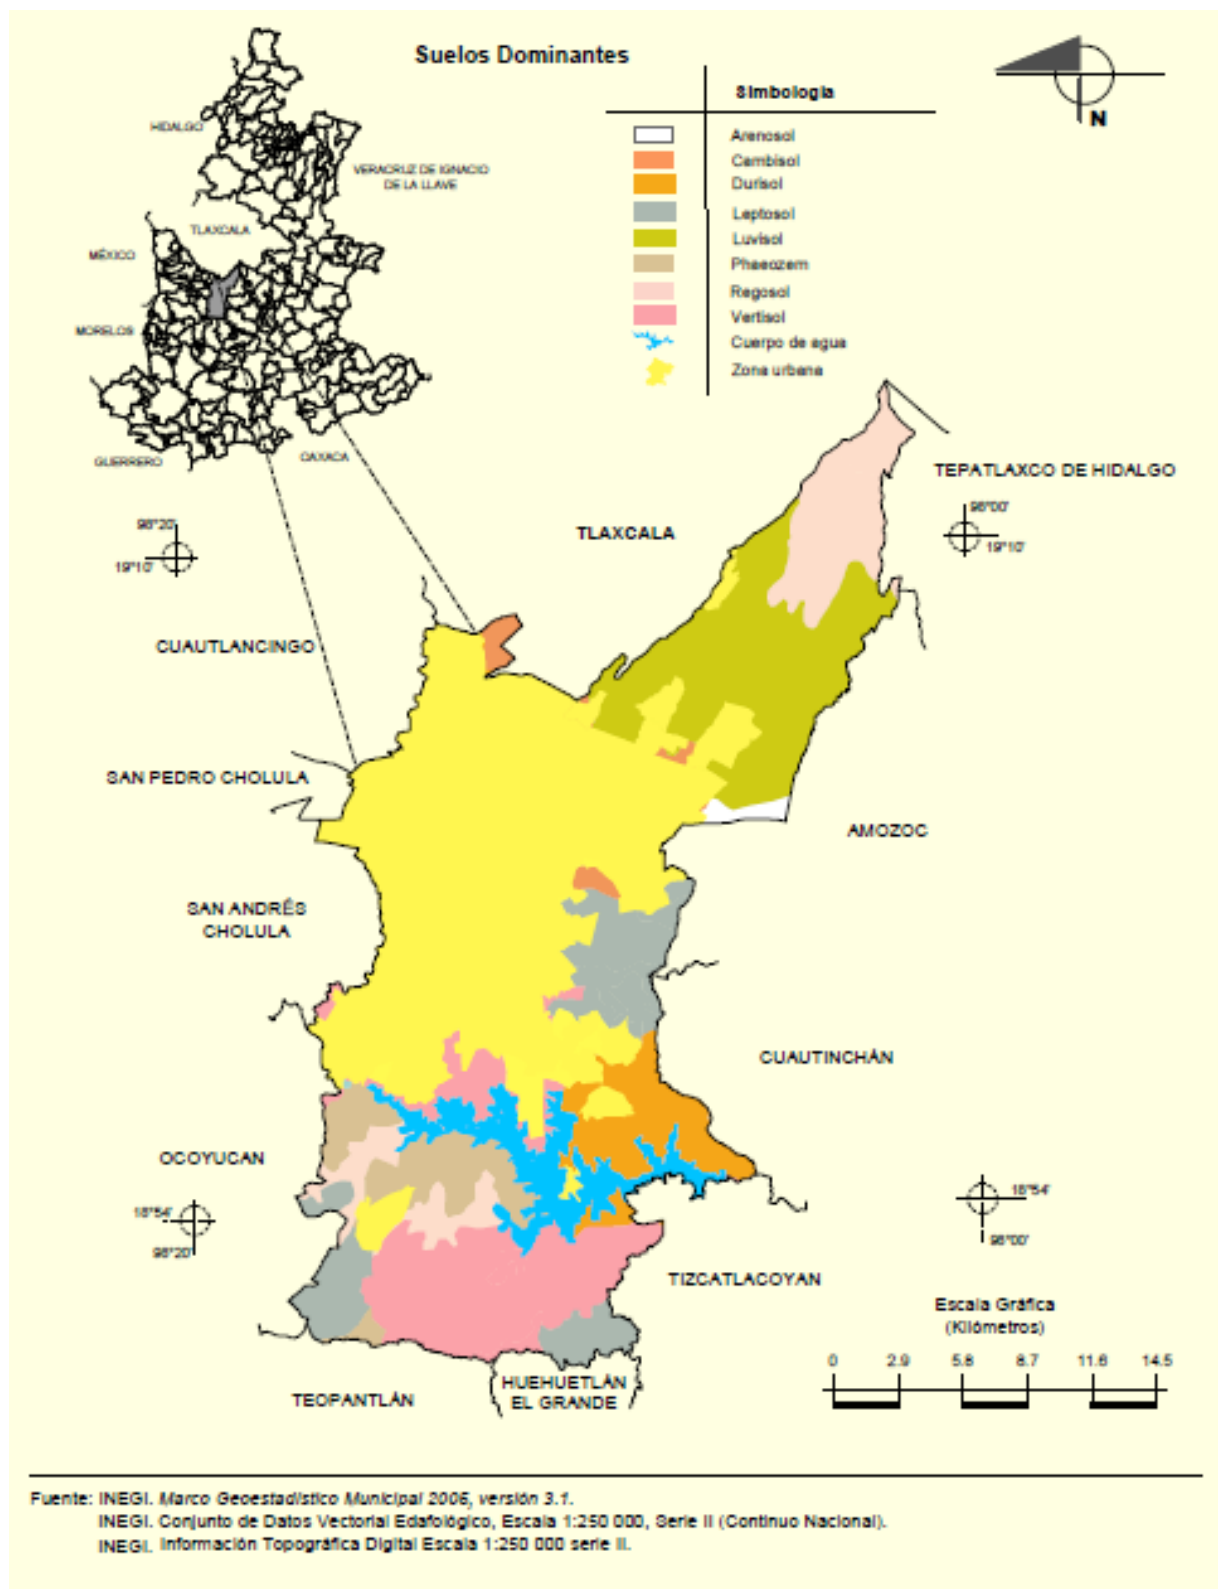 Suelos Dominantes
Simbología
N
Arenosol
Cambisol
Durisol
Leptosol
Luvisol
Phaeozem
Regosol
Vertisol
Cuerpo de agua
Zona urbana
HIDALGO
VERACRUZ DE IGNACIO
DE LA LLAVE
TLAXCALA
MÉXICO
MORELOS
GUERRERO
OAXACA
TEPATLAXCO DE HIDALGO
98°20'
19°10'
TLAXCALA
98°00'
19°10'
CUAUTLANCINGO
SAN PEDRO CHOLULA
AMOZOC
SAN ANDRÉS
CHOLULA
CUAUTINCHÁN
OCOYUCAN
18°54'
98°20'
18°54'
98°00'
TIZCATLACOYAN
Escala Gráfica
(Kilómetros)
0 2.9 5.8 8.7 11.6 14.5
HUEHUETLÁN
EL GRANDE
TEOPANTLÁN
Fuente: INEGI. Marco Geoestadístico Municipal 2005, versión 3.1.
INEGI. Conjunto de Datos Vectorial Edafológico, Escala 1:250 000, Serie II (Continuo Nacional).
INEGI. Información Topográfica Digital Escala 1:250 000 serie II.